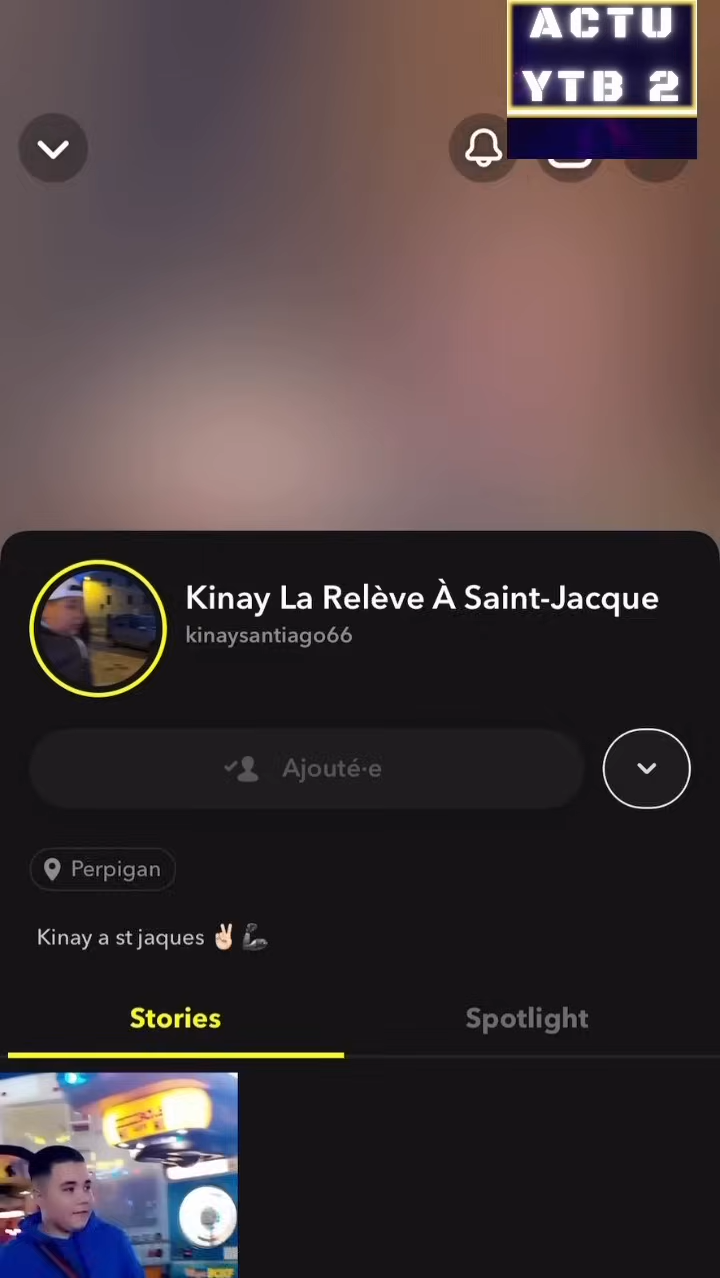 ACTU
YTB 2
Kinay La Relève À Saint-Jacque
kinaysantiago66
Ajouté·e
Perpigan
Kinay a st jaques ✌🏻💪🏿
Stories
Spotlight